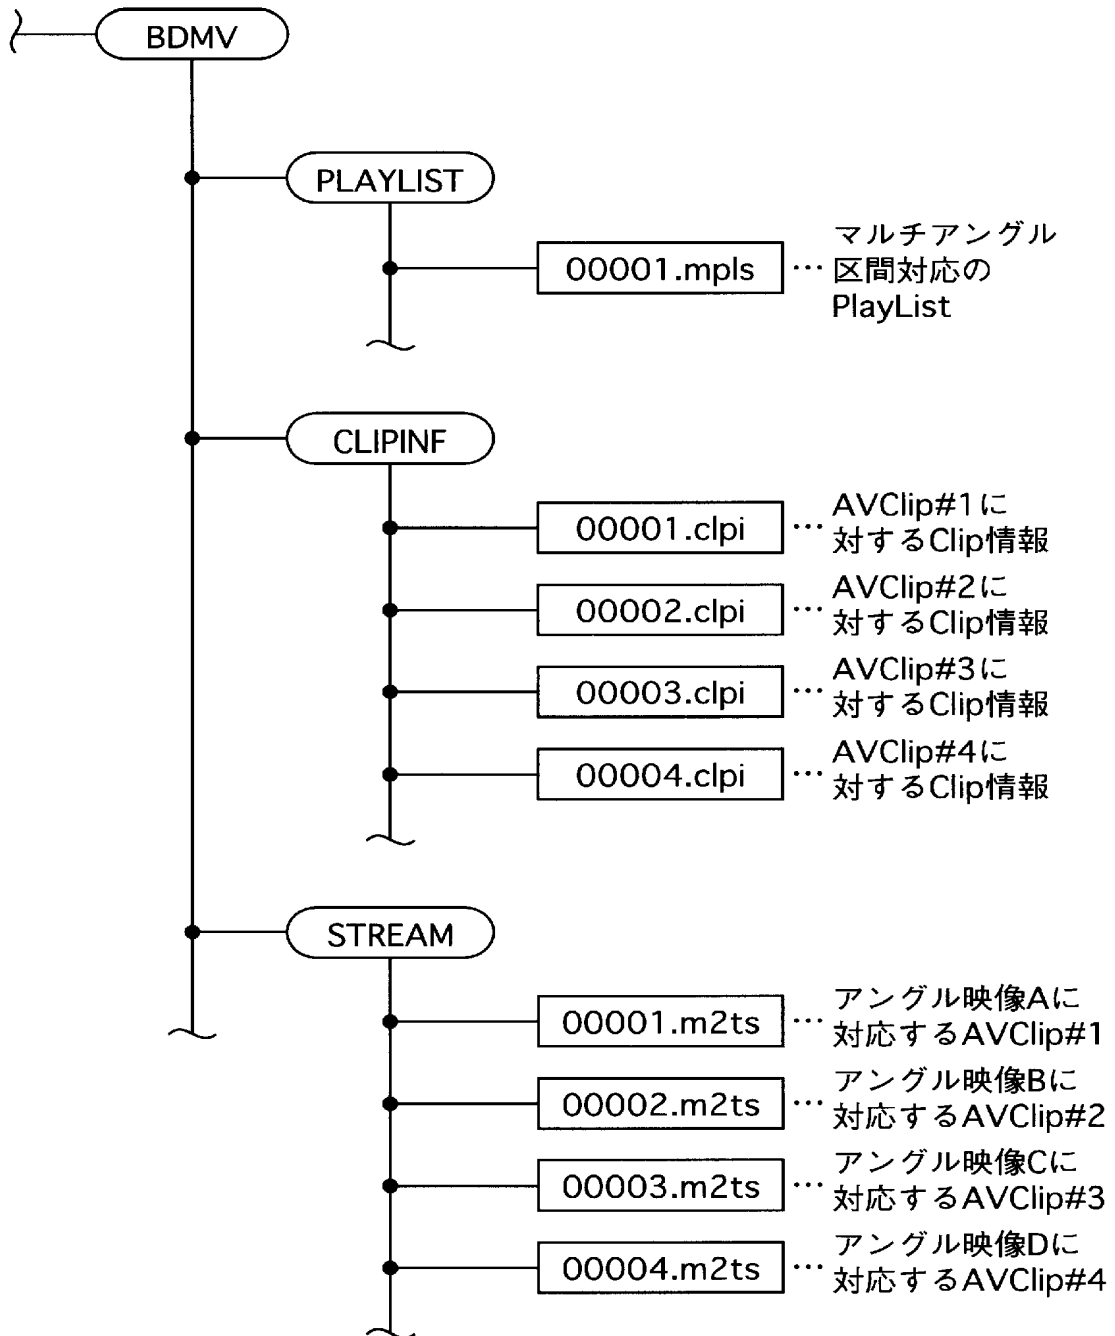 BDMV
PLAYLIST
00001.mpls
…マルチアングル
区間対応の
PlayList
CLIPINF
00001.clpi
…AVClip#1に
対するClip情報
00002.clpi
…AVClip#2に
対するClip情報
00003.clpi
…AVClip#3に
対するClip情報
00004.clpi
…AVClip#4に
対するClip情報
STREAM
00001.m2ts
…アングル映像Aに
対応するAVClip#1
00002.m2ts
…アングル映像Bに
対応するAVClip#2
00003.m2ts
…アングル映像Cに
対応するAVClip#3
00004.m2ts
…アングル映像Dに
対応するAVClip#4